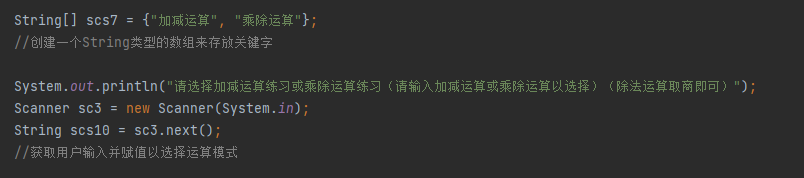 String[] scs7 = {"加减运算", "乘除运算"};
//创建一个String类型的数组来存放关键字
System.out.println("请选择加减运算练习或乘除运算练习（请输入加减运算或乘除运算以选择）（除法运算取商即可）");
Scanner sc3 = new Scanner(System.in);
String scs10 = sc3.next();
//获取用户输入并赋值以选择运算模式